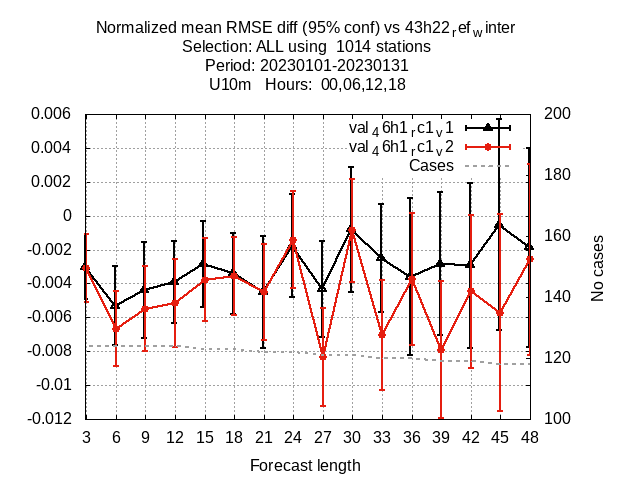 Normalized mean RMSE diff (95% conf) vs 43h22refwinter
Selection: ALL using  1014 stations
Period: 20230101-20230131
U10m   Hours:  00,06,12,18
0.006
0.004
0.002
0
-0.002
-0.004
-0.006
-0.008
-0.01
-0.012
200
180
160
140
120
100
val46h1rc1v1
val46h1rc1v2
Cases
No cases
3 6 9 12 15 18 21 24 27 30 33 36 39 42 45 48
Forecast length